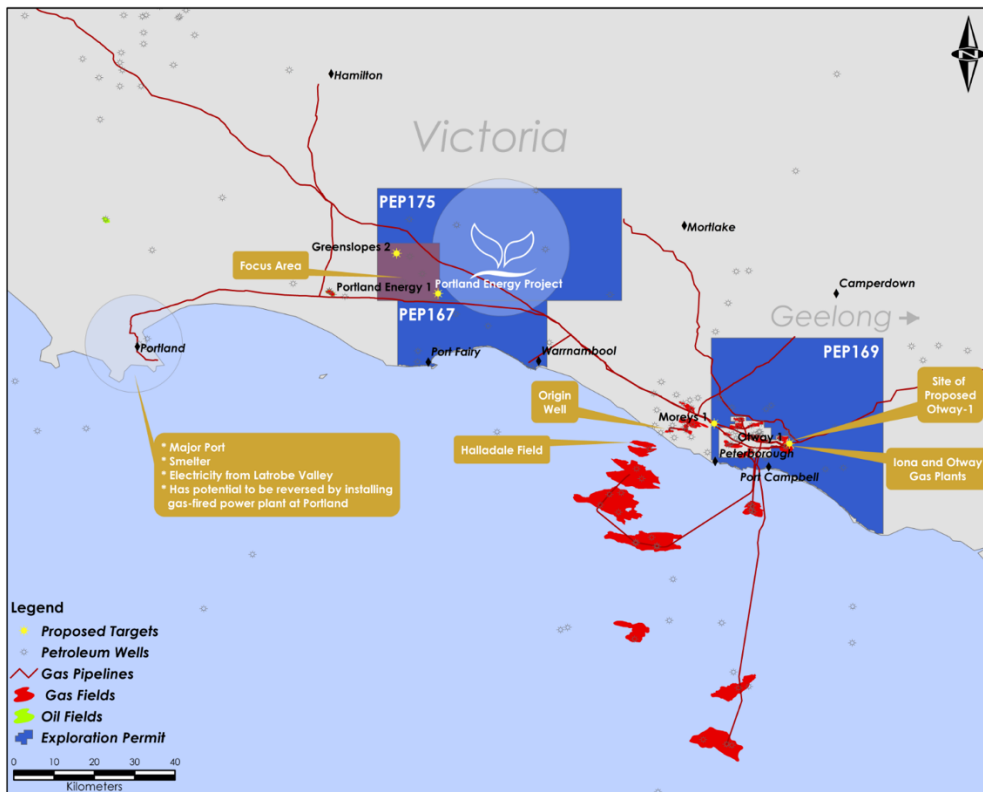 Hamilton
Victoria
PEP175
Mortlake
Greenslopes 2
Focus Area
Portland Energy 1
Portland Energy Project
Camperdown
PEP167
Geelong
Portland
Port Fairy
Warrnambool
PEP169
Origin
Well
Site of
Proposed
Otway-1
Moreys 1
Otway 1
Halladale Field
Peterborough
Port Campbell
Iona and Otway
Gas Plants
* Major Port
* Smelter
* Electricity from Latrobe Valley
* Has potential to be reversed by installing
gas-fired power plant at Portland
N
Legend
Proposed Targets
Petroleum Wells
Gas Pipelines
Gas Fields
Oil Fields
Exploration Permit
0 10 20 30 40
Kilometers